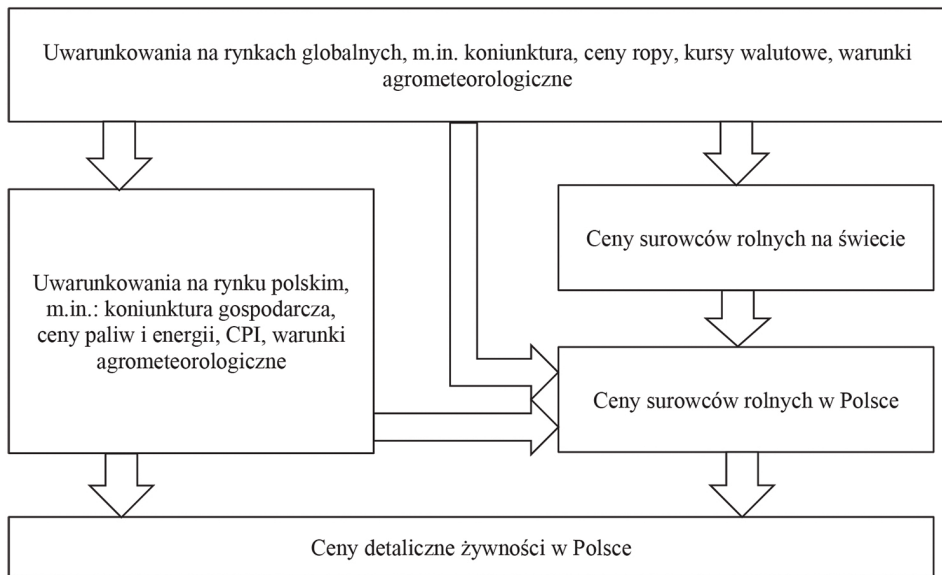 Uwarunkowania na rynkach globalnych, m.in. koniunktura, ceny ropy, kursy walutowe, warunki
agrometeorologiczne
Uwarunkowania na rynku polskim,
m.in.: koniunktura gospodarcza,
ceny paliw i energii, CPI, warunki
agrometeorologiczne
Ceny surowców rolnych na świecie
Ceny surowców rolnych w Polsce
Ceny detaliczne żywności w Polsce